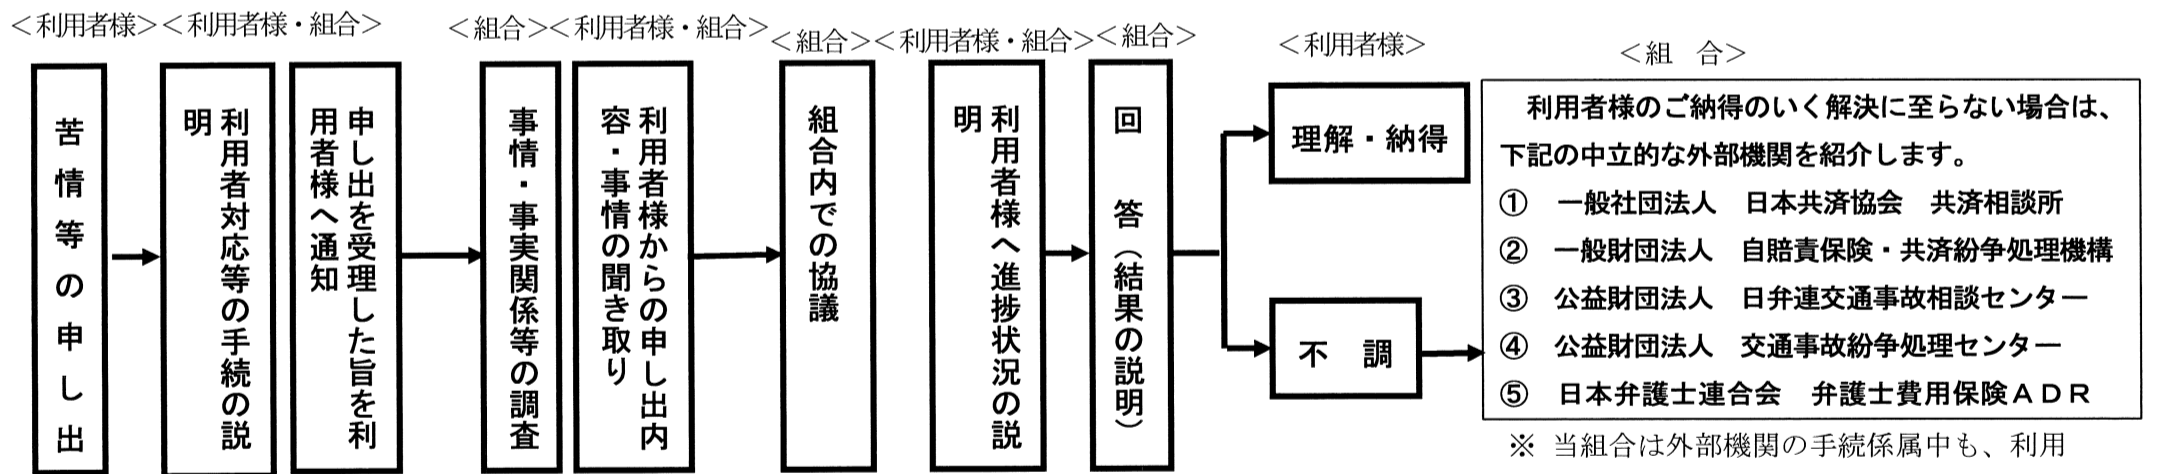 ＜利用者様＞
＜利用者様・組合＞
＜組合＞
＜利用者様・組合＞
＜組合＞
＜利用者様・組合＞
＜組合＞
＜利用者様＞
＜組　合＞
苦情等の申し出
利用者対応等の手続の説
明
申し出を受理した旨を利
用者様へ通知
事情・事実関係等の調査
利用者様からの申し出内
容・事情の聞き取り
組合内での協議
利用者様へ進捗状況の説
明
回　答（結果の説明）
理解・納得
不　調
利用者様のご納得のいく解決に至らない場合は、
下記の中立的な外部機関を紹介します。
①　一般社団法人　日本共済協会　共済相談所
②　一般財団法人　自賠責保険・共済紛争処理機構
③　公益財団法人　日弁連交通事故相談センター
④　公益財団法人　交通事故紛争処理センター
⑤　日本弁護士連合会　弁護士費用保険ＡＤＲ
※ 当組合は外部機関の手続係属中も、利用